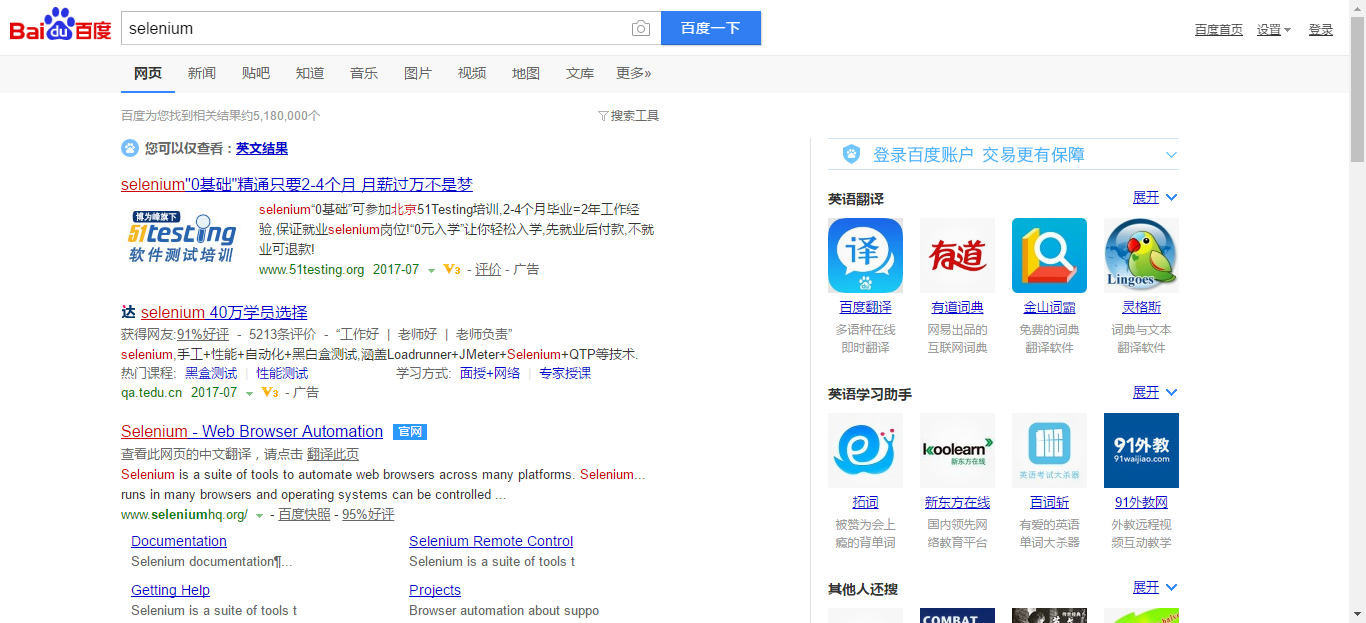 Bai du 百度
selenium
百度一下
百度首页 设置 登录
网页 新闻 贴吧 知道 音乐 图片 视频 地图 文库 更多»
百度为您找到相关结果约5,180,000个
搜索工具
您可以仅查看：英文结果
selenium"0基础"精通只要2-4个月 月薪过万不是梦
博为峰旗下
51testing
软件测试培训
selenium“0基础”可参加北京51Testing培训,2-4个月毕业=2年工作经
验,保证就业selenium岗位!“0元入学”让你轻松入学,先就业后付款,不就
业可退款!
www.51testing.org 2017-07 V3 - 评价 - 广告
达 selenium 40万学员选择
获得网友:91%好评 - 5213条评价 - “工作好 | 老师好 | 老师负责”
selenium,手工+性能+自动化+黑白盒测试,涵盖Loadrunner+JMeter+Selenium+QTP等技术.
热门课程: 黑盒测试 | 性能测试 学习方式: 面授+网络 | 专家授课
qa.tedu.cn 2017-07 V3 - 广告
Selenium - Web Browser Automation 官网
查看此网页的中文翻译，请点击 翻译此页
Selenium is a suite of tools to automate web browsers across many platforms. Selenium...
runs in many browsers and operating systems can be controlled ...
www.seleniumhq.org/ - 百度快照 - 95%好评
Documentation Selenium Remote Control
Selenium documentation¶... Selenium is a suite of tools t
Getting Help Projects
Selenium is a suite of tools t Browser automation about suppo
登录百度账户 交易更有保障
英语翻译 展开
译 有道 Lingoes
百度翻译 有道词典 金山词霸 灵格斯
多语种在线 网易出品的 免费的词典 词典与文本
即时翻译 互联网词典 翻译软件 翻译软件
英语学习助手 展开
koolearn
新东方在线
英语考试大杀器
91外教
91waijiao.com
拓词 新东方在线 百词斩 91外教网
被赞为会上 国内领先网 有爱的英语 外教远程视
瘾的背单词 络教育平台 单词大杀器 频互动教学
其他人还搜 展开
COMBAT